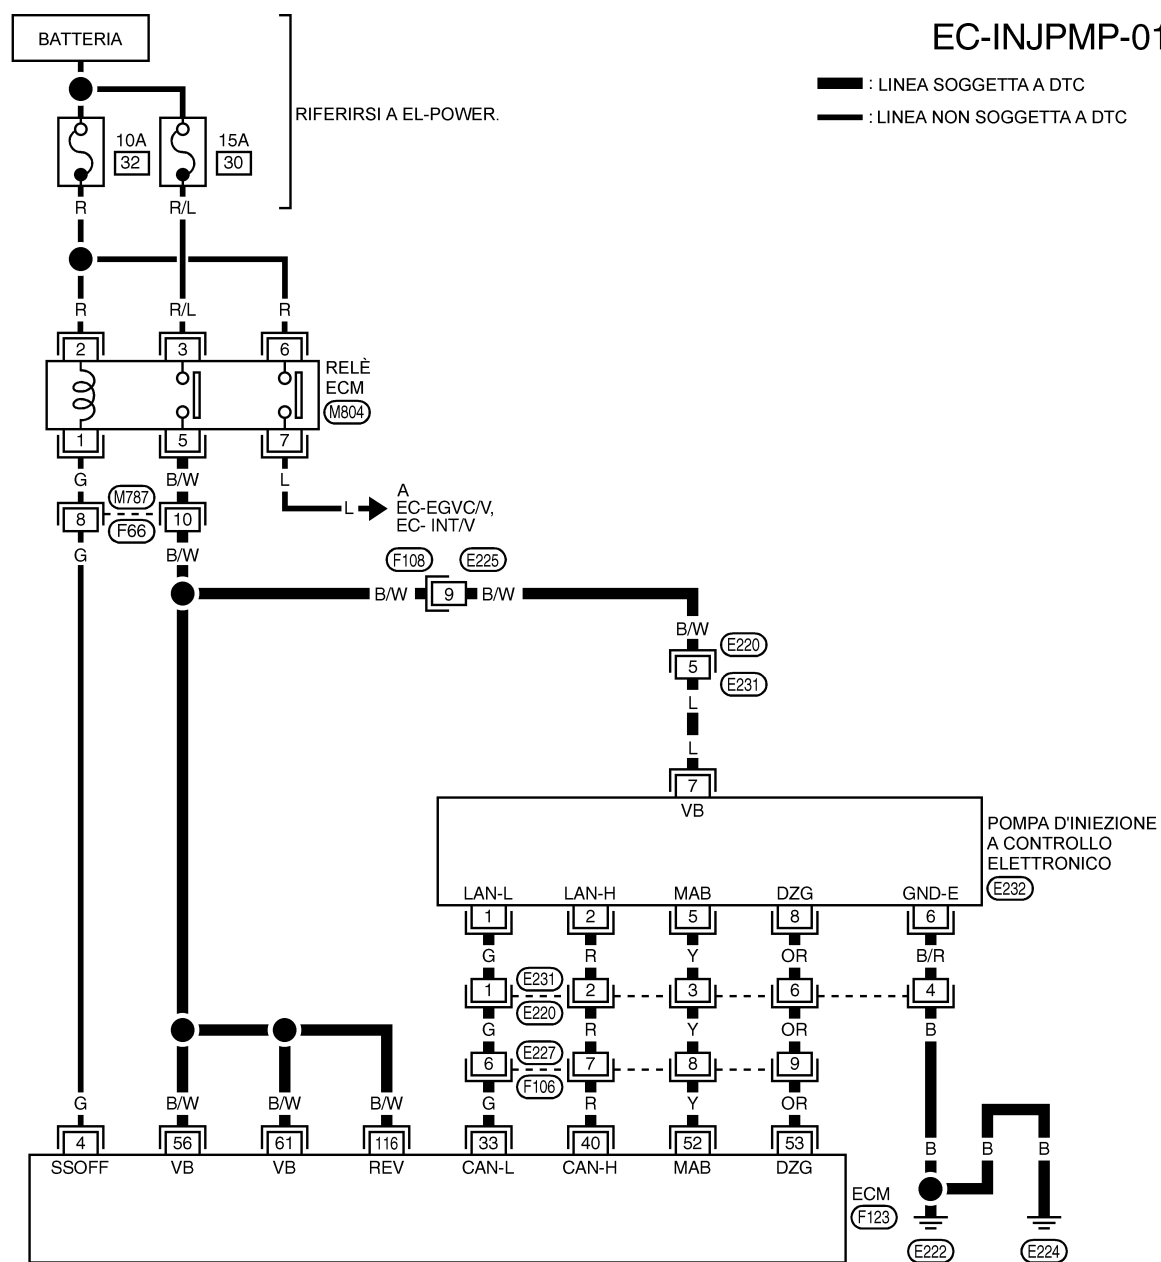 BATTERIA
EC-INJPMP-01
: LINEA SOGGETTA A DTC
: LINEA NON SOGGETTA A DTC
RIFERIRSI A EL-POWER.
10A
32
15A
30
R
R/L
R
R/L
R
2
3
6
RELÈ
ECM
M804
1
5
7
G
B/W
L
8
M787
F66
10
L
A
EC-EGVC/V,
EC- INT/V
G
B/W
F108
E225
B/W
9
B/W
B/W
5
E220
E231
L
L
7
VB
POMPA D'INIEZIONE
A CONTROLLO
ELETTRONICO
E232
LAN-L
LAN-H
MAB
DZG
GND-E
1
2
5
8
6
G
R
Y
OR
B/R
1
E231
E220
2
3
6
4
G
R
Y
OR
B
6
E227
F106
7
8
9
G
B/W
B/W
B/W
G
R
Y
OR
4
56
61
116
33
40
52
53
SSOFF
VB
VB
REV
CAN-L
CAN-H
MAB
DZG
B
B
B
ECM
F123
E222
E224